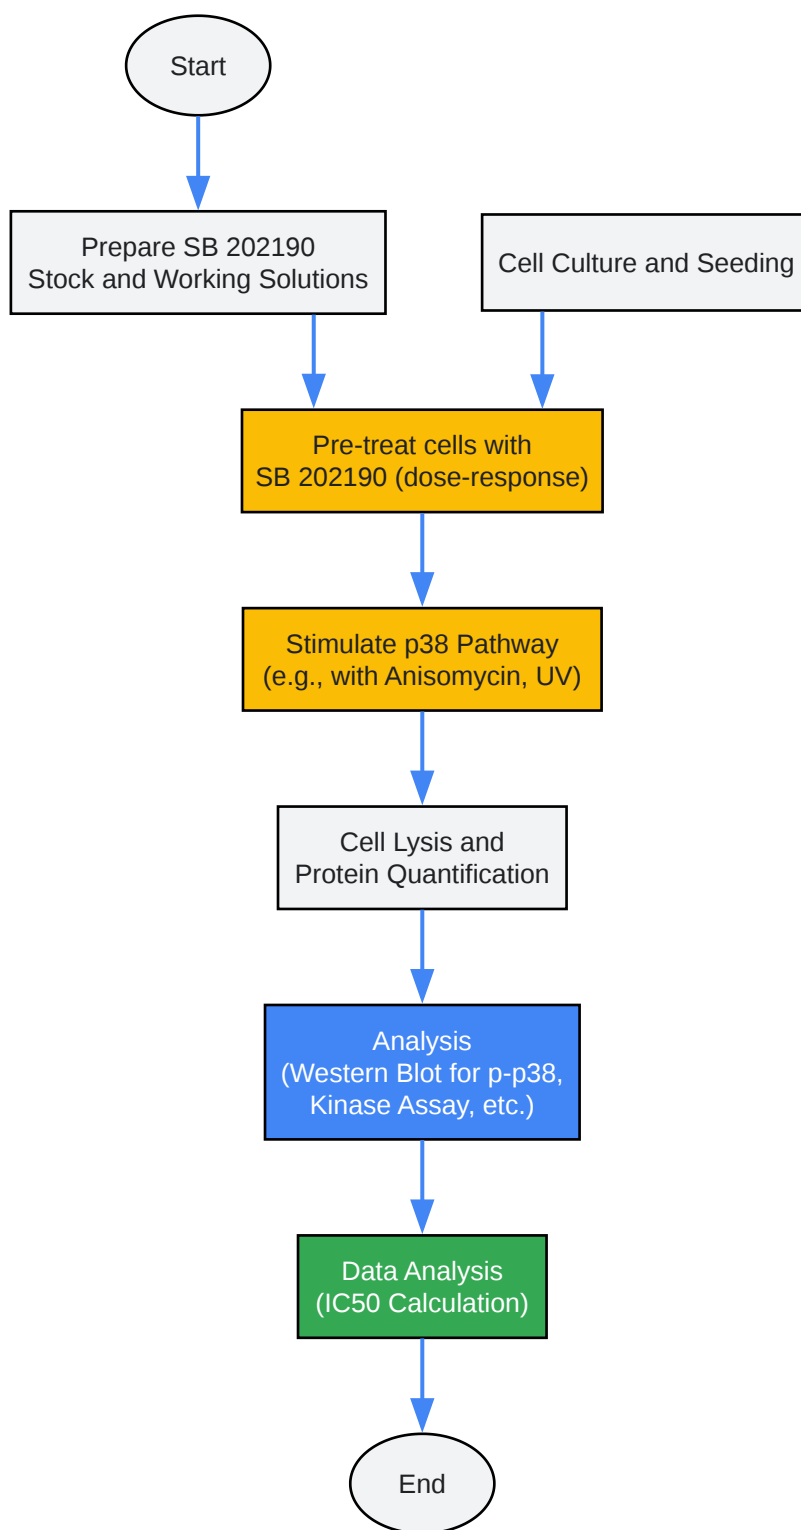 Start
Prepare SB 202190
Stock and Working Solutions
Cell Culture and Seeding
Pre-treat cells with
SB 202190 (dose-response)
Stimulate p38 Pathway
(e.g., with Anisomycin, UV)
Cell Lysis and
Protein Quantification
Analysis
(Western Blot for p-p38,
Kinase Assay, etc.)
Data Analysis
(IC50 Calculation)
End